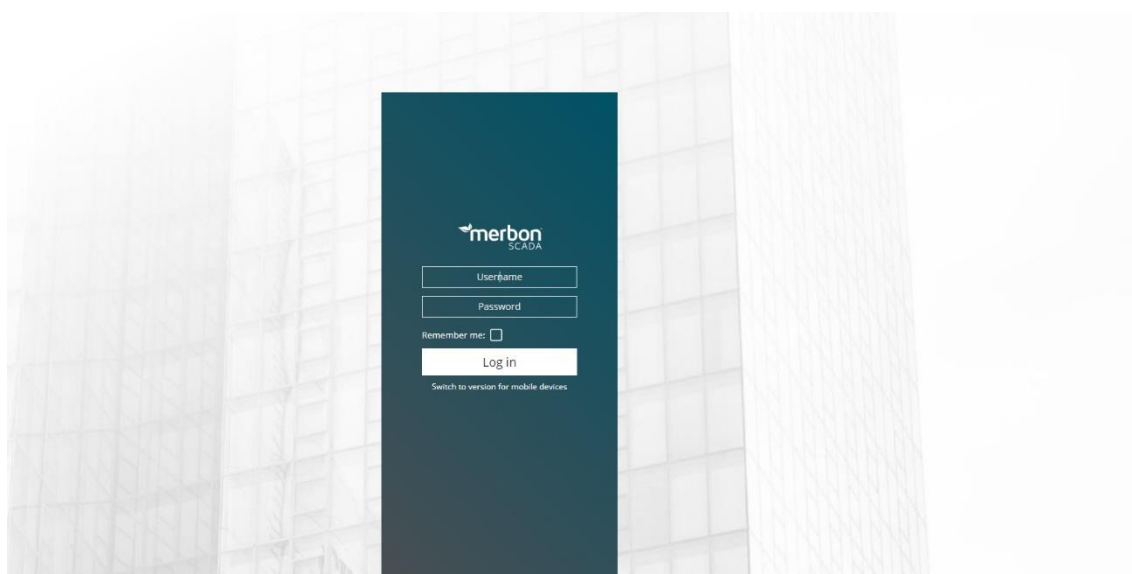 merbon
SCADA
Username
Password
Remember me:
Log in
Switch to version for mobile devices